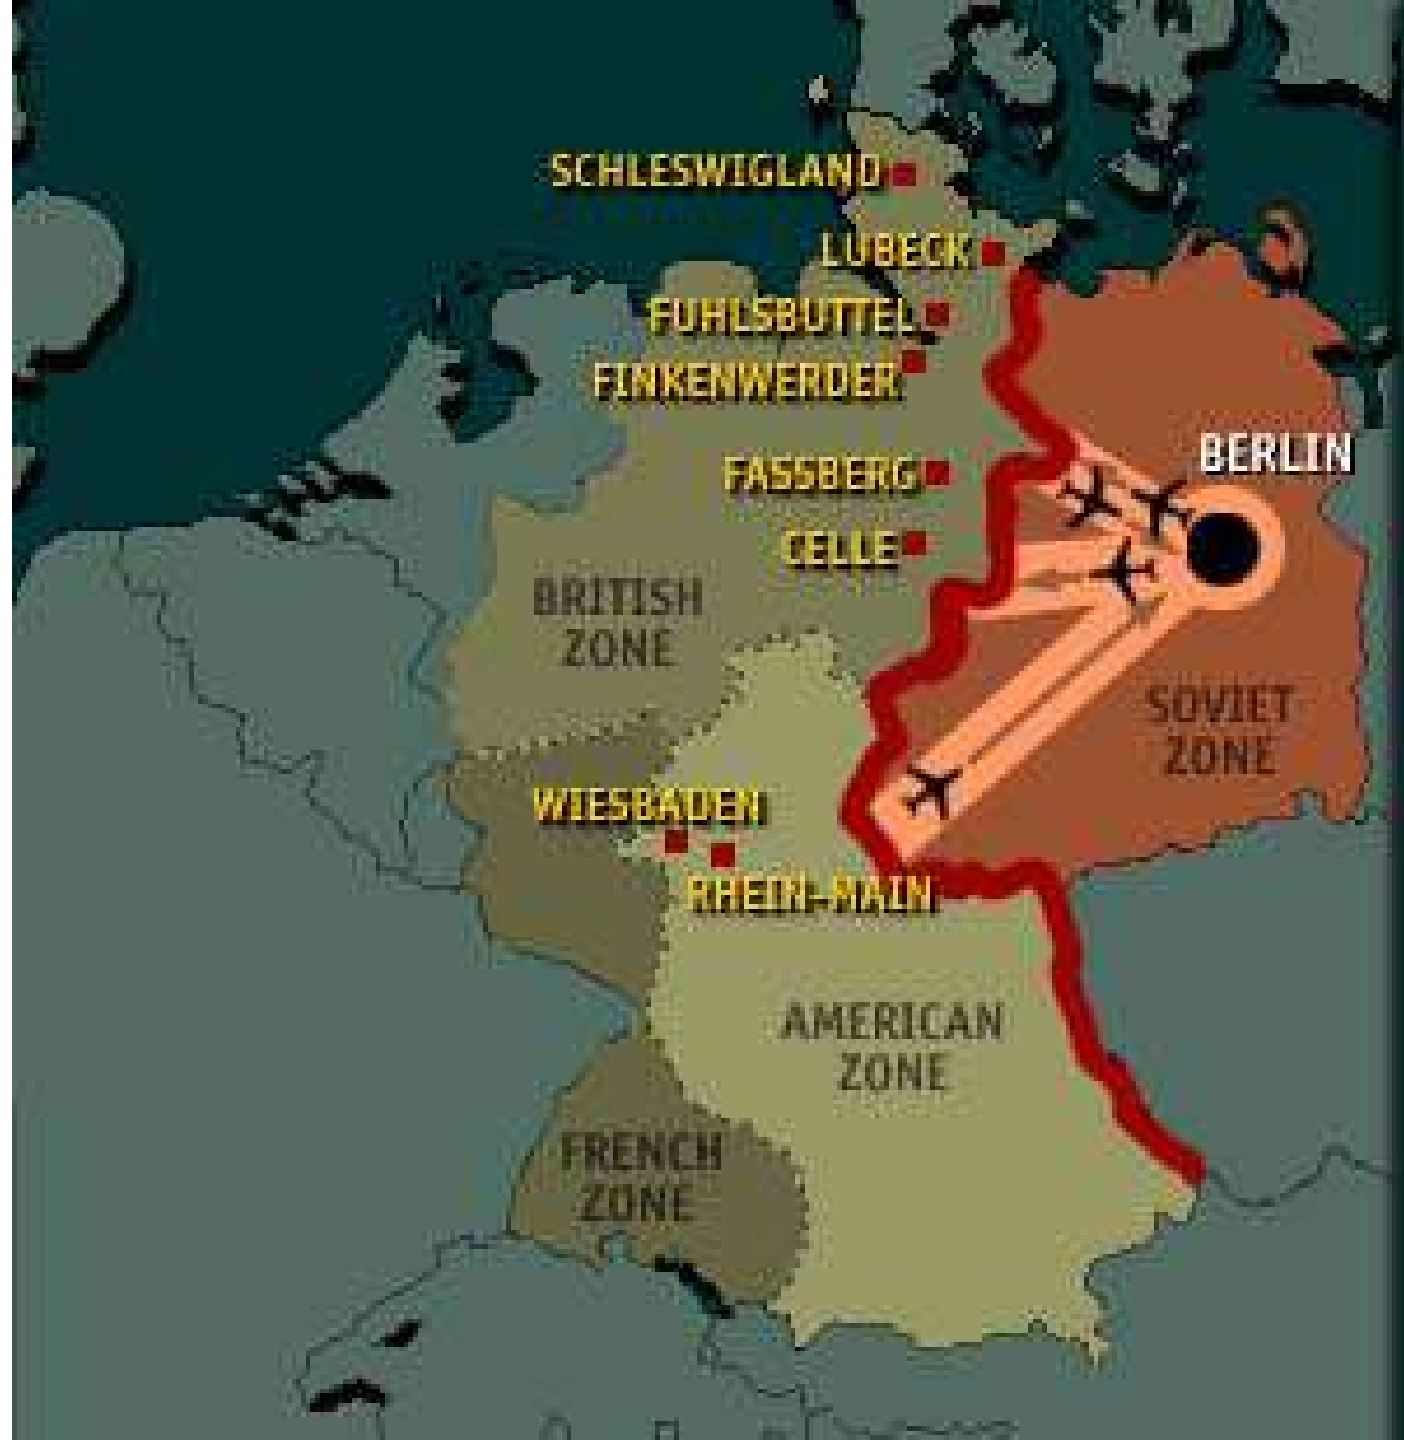 SCHLESWIGLAND
LUBECK
FUHLSBUTTEL
FINKENWERDER
BERLIN
FASSBERG
CELLE
BRITISH
ZONE
SOVIET
ZONE
WIESBADEN
RHEIN-MAIN
AMERICAN
ZONE
FRENCH
ZONE